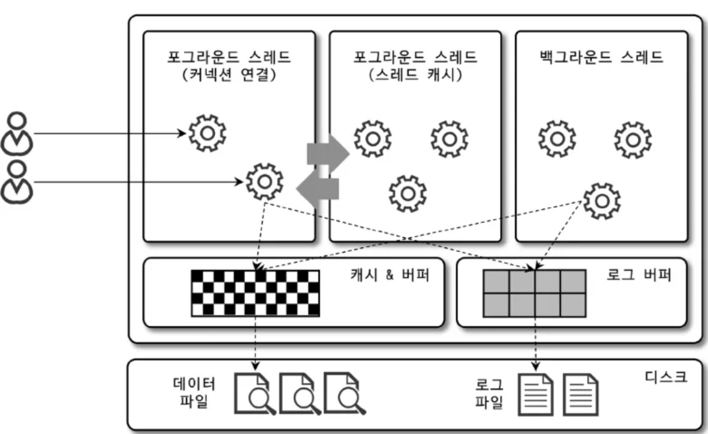 포그라운드 스레드
(커넥션 연결)
포그라운드 스레드
(스레드 캐시)
백그라운드 스레드
캐시 & 버퍼
로그 버퍼
데이터
파일
로그
파일
디스크